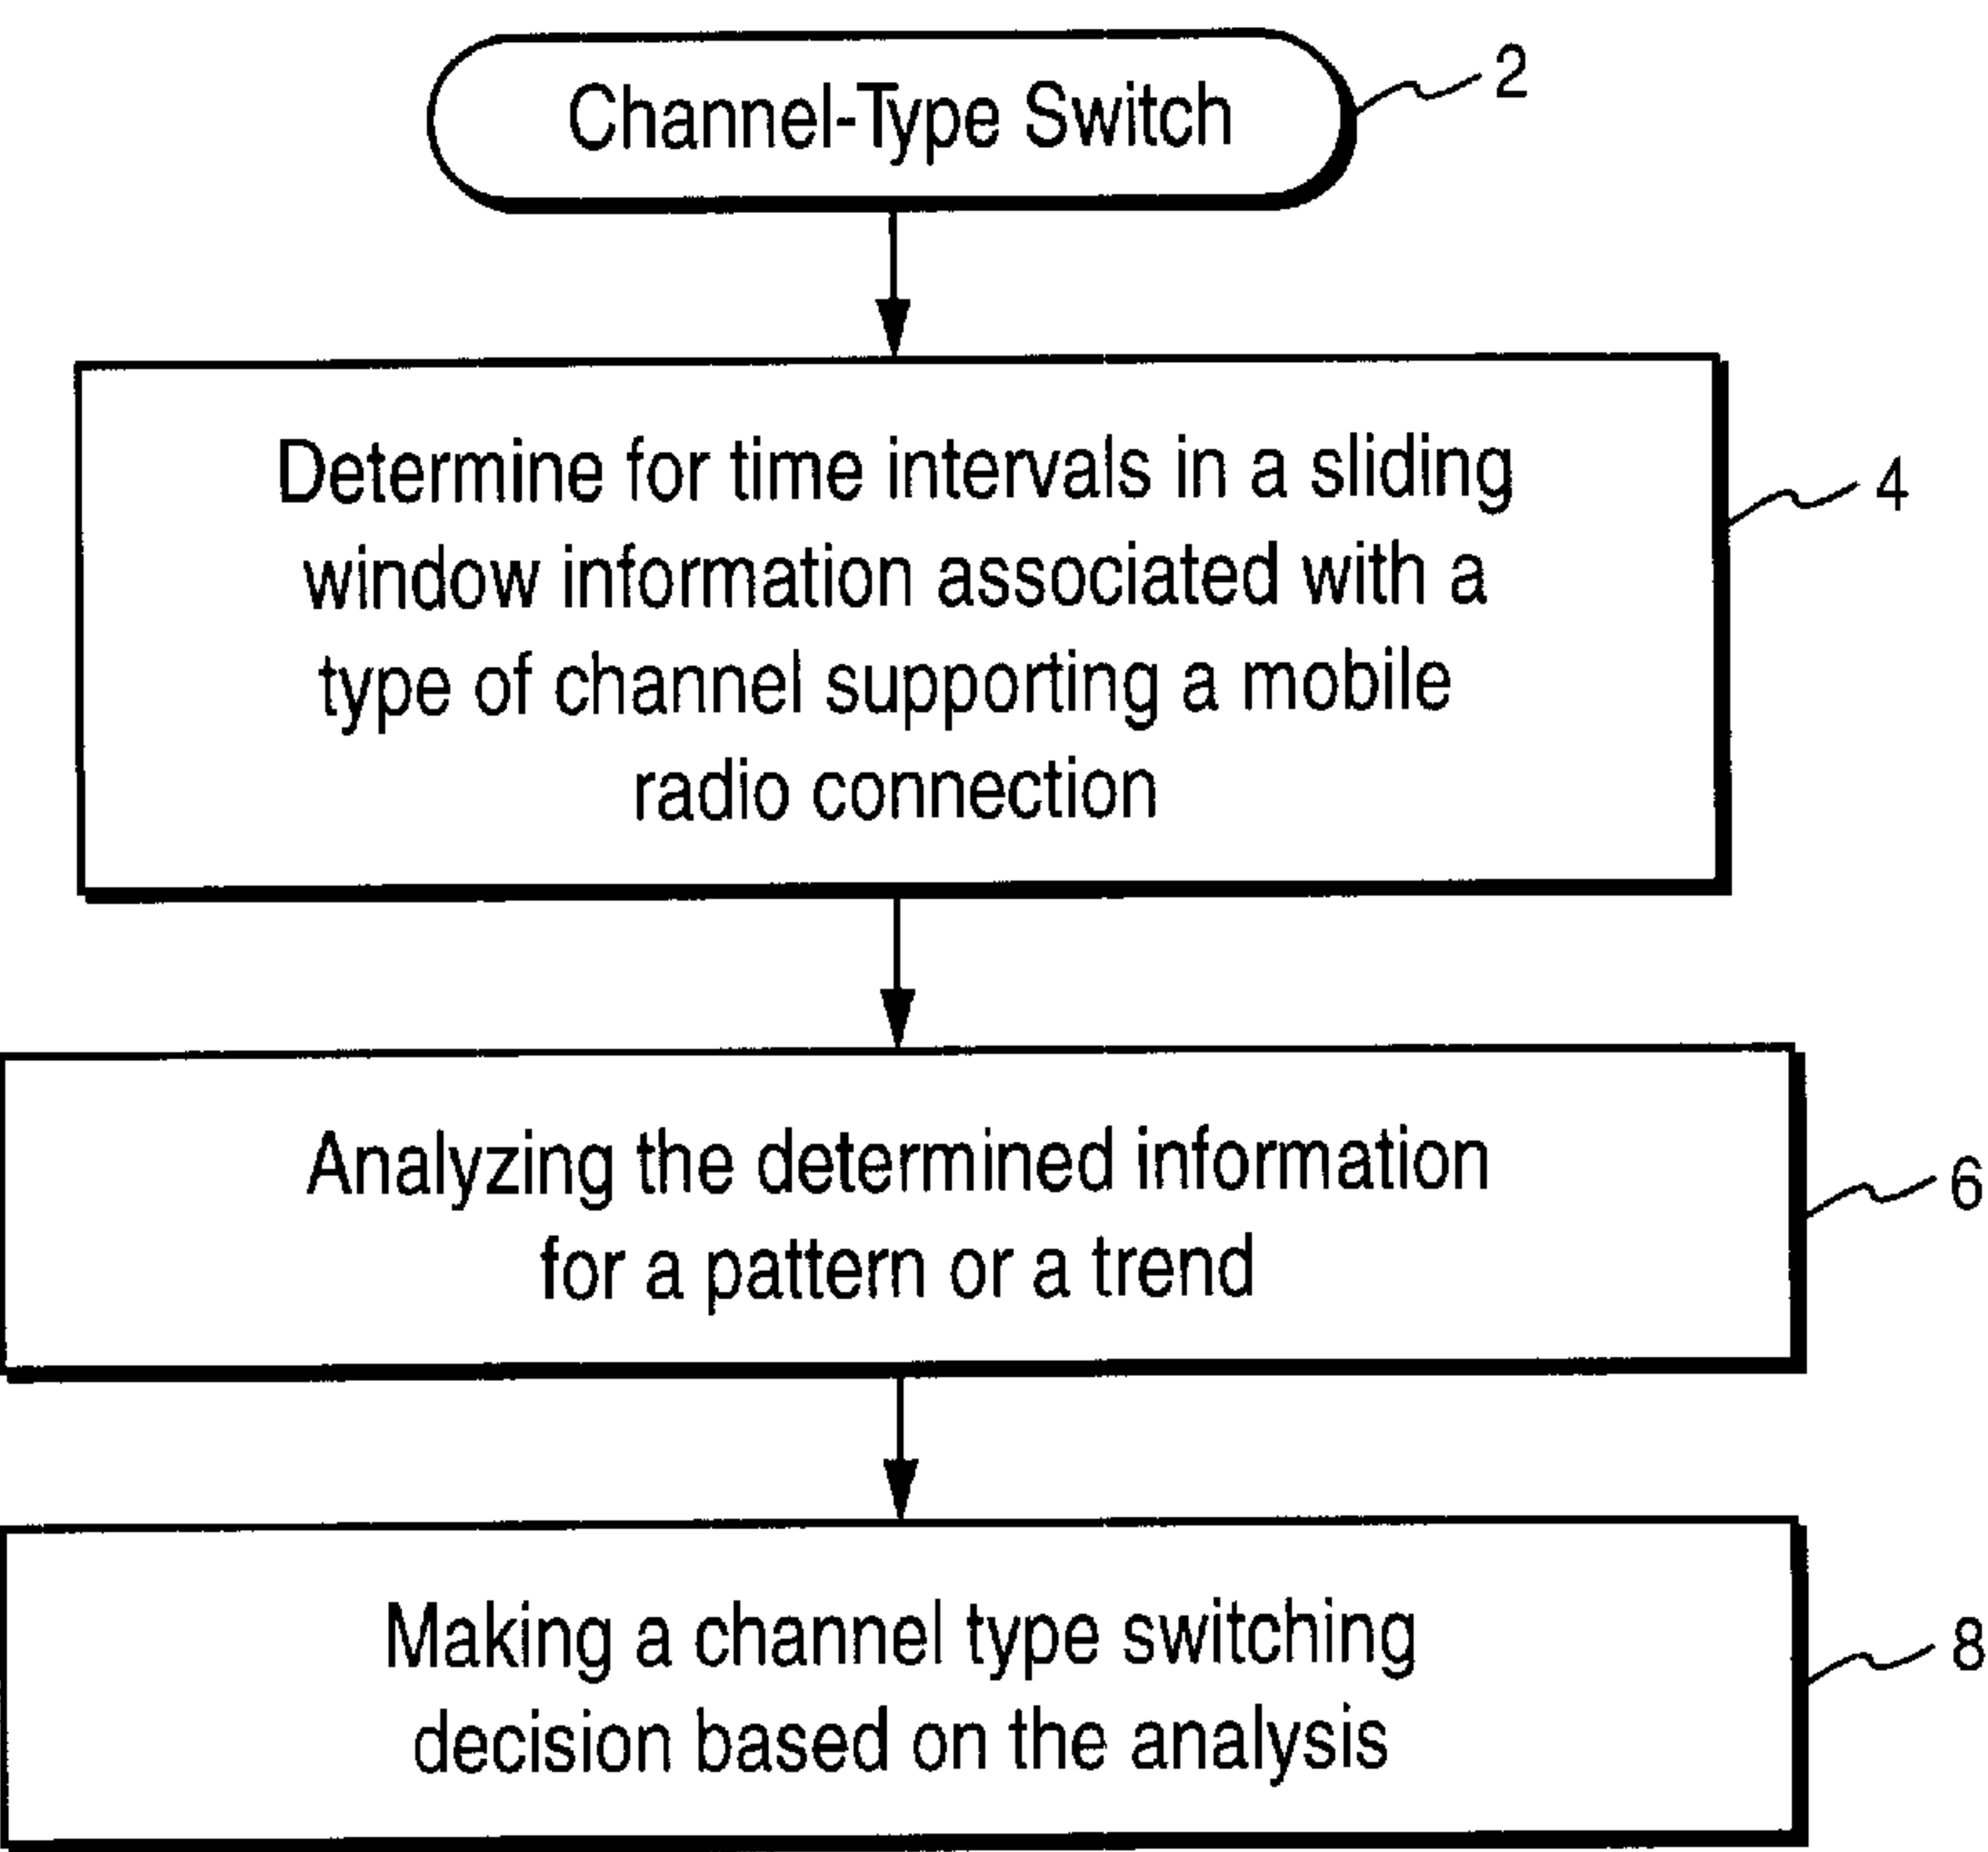 Channel-Type Switch
2
Determine for time intervals in a sliding
window information associated with a
type of channel supporting a mobile
radio connection
4
Analyzing the determined information
for a pattern or a trend
6
Making a channel type switching
decision based on the analysis
8